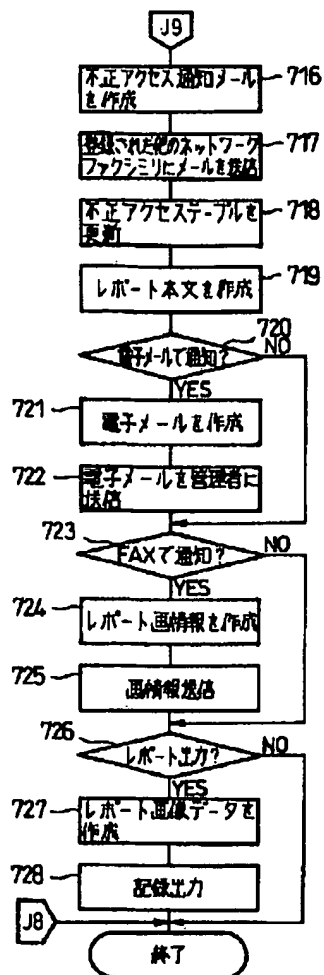 J9
不正アクセス通知メール
を作成
716
登録された他のネットワーク
ファクシミリにメールを送信
717
不正アクセステーブルを
更新
718
レポート本文を作成
719
720
電子メールで通知?
NO
YES
721
電子メールを作成
722
電子メールを管理者に
送信
723
FAXで通知?
NO
YES
724
レポート画情報を作成
725
画情報送信
726
レポート出力?
NO
YES
727
レポート画像データを
作成
728
記録出力
J8
終了